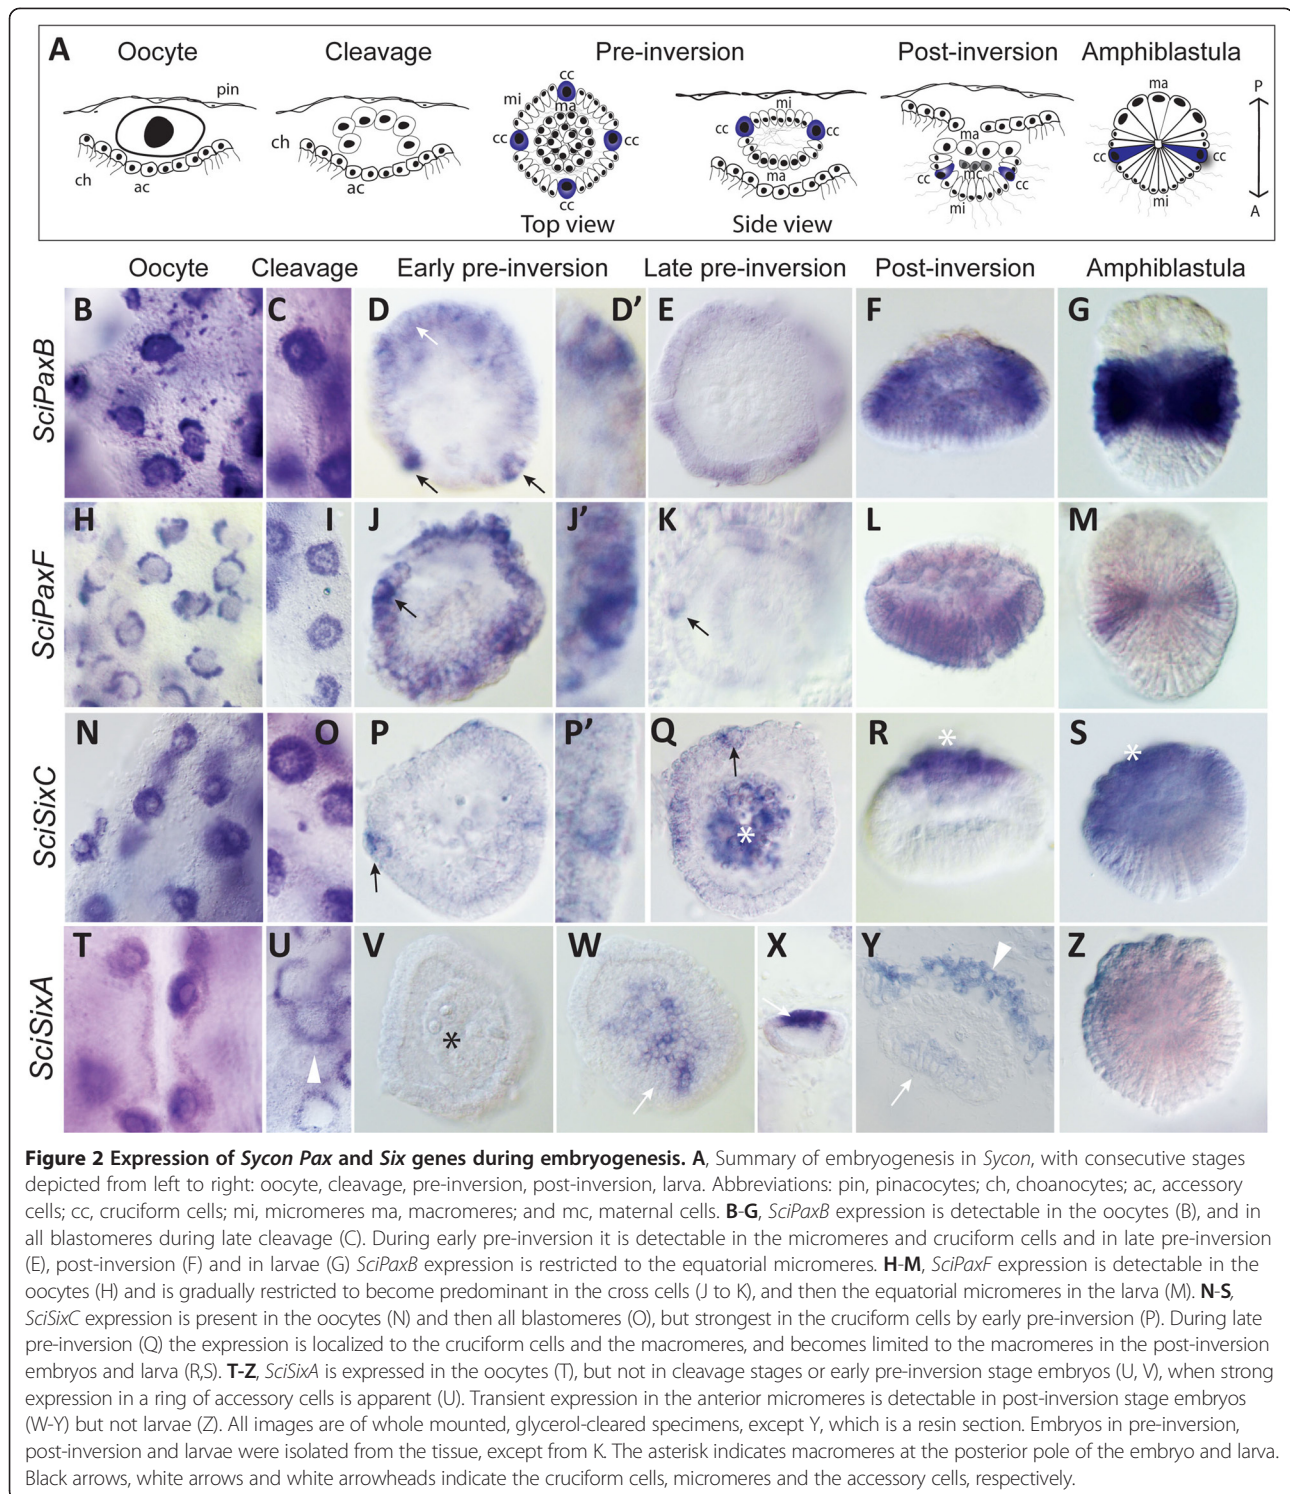 A
Oocyte
Cleavage
Pre-inversion
Post-inversion
Amphiblastula
pin
ch
ac
ch
ac
cc
mi
ma
cc
cc
cc
Top view
mi
cc
cc
ma
Side view
ma
mc
cc
cc
mi
ma
cc
cc
mi
P
A
Oocyte
Cleavage
Early pre-inversion
Late pre-inversion
Post-inversion
Amphiblastula
SciPaxB
B
C
D
D’
E
F
G
SciPaxF
H
I
J
J’
K
L
M
SciSixC
N
O
P
P’
Q
*
R
*
S
*
SciSixA
T
U
V
*
W
X
Y
Z
Figure 2 Expression of Sycon Pax and Six genes during embryogenesis. A, Summary of embryogenesis in Sycon, with consecutive stages
depicted from left to right: oocyte, cleavage, pre-inversion, post-inversion, larva. Abbreviations: pin, pinacocytes; ch, choanocytes; ac, accessory
cells; cc, cruciform cells; mi, micromeres ma, macromeres; and mc, maternal cells. B-G, SciPaxB expression is detectable in the oocytes (B), and in
all blastomeres during late cleavage (C). During early pre-inversion it is detectable in the micromeres and cruciform cells and in late pre-inversion
(E), post-inversion (F) and in larvae (G) SciPaxB expression is restricted to the equatorial micromeres. H-M, SciPaxF expression is detectable in the
oocytes (H) and is gradually restricted to become predominant in the cross cells (J to K), and then the equatorial micromeres in the larva (M). N-S,
SciSixC expression is present in the oocytes (N) and then all blastomeres (O), but strongest in the cruciform cells by early pre-inversion (P). During late
pre-inversion (Q) the expression is localized to the cruciform cells and the macromeres, and becomes limited to the macromeres in the post-inversion
embryos and larva (R,S). T-Z, SciSixA is expressed in the oocytes (T), but not in cleavage stages or early pre-inversion stage embryos (U, V), when strong
expression in a ring of accessory cells is apparent (U). Transient expression in the anterior micromeres is detectable in post-inversion stage embryos
(W-Y) but not larvae (Z). All images are of whole mounted, glycerol-cleared specimens, except Y, which is a resin section. Embryos in pre-inversion,
post-inversion and larvae were isolated from the tissue, except from K. The asterisk indicates macromeres at the posterior pole of the embryo and larva.
Black arrows, white arrows and white arrowheads indicate the cruciform cells, micromeres and the accessory cells, respectively.